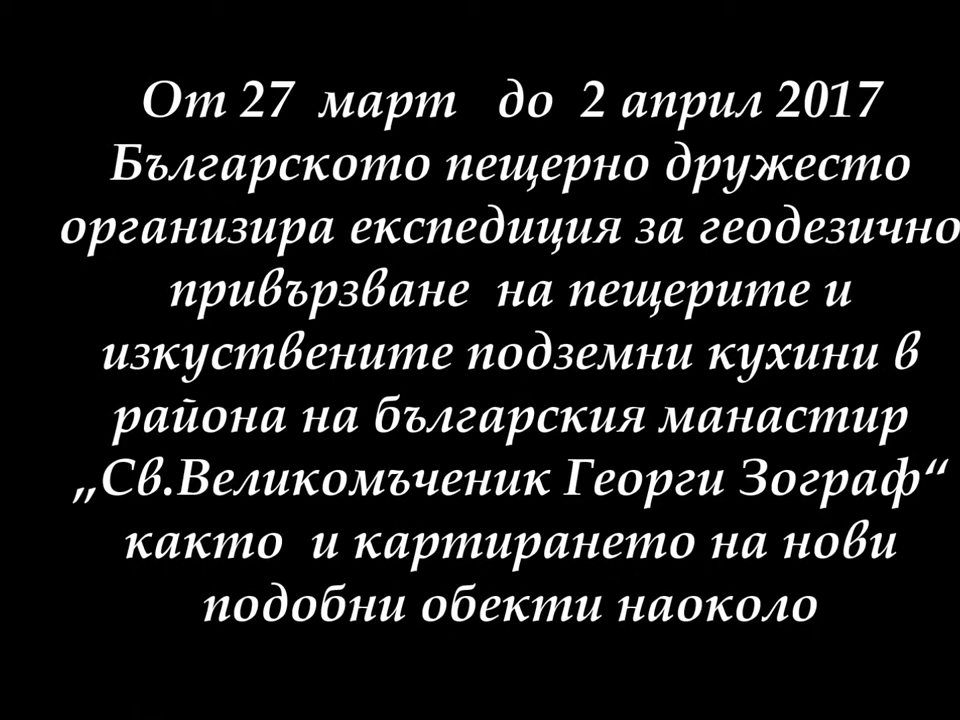 От 27 март до 2 април 2017
Българското пещерно дружесто
организира експедиция за геодезично
привързване на пещерите и
изкуствените подземни кухини в
района на българския манастир
„Св.Великомъченик Георги Зограф“
както и картирането на нови
подобни обекти наоколо